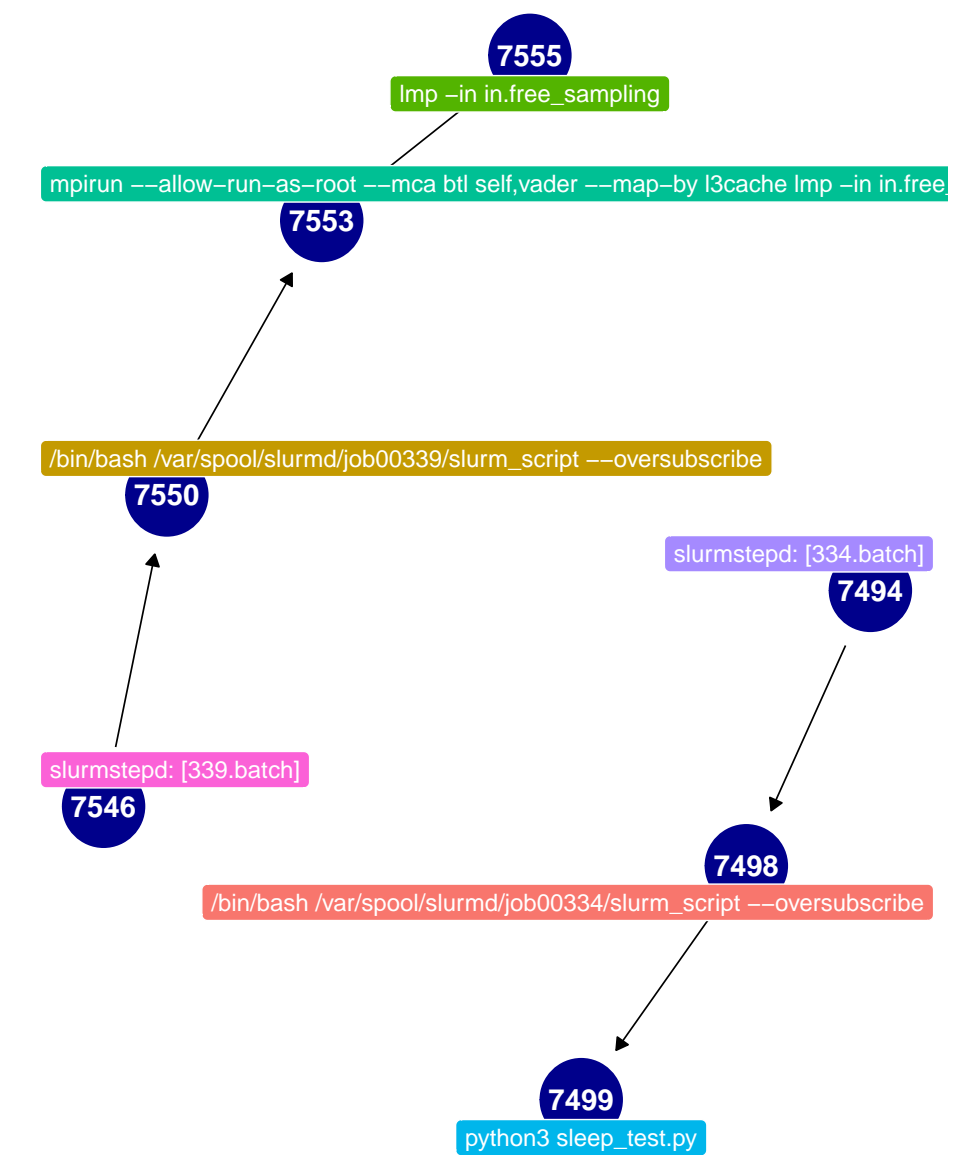 7555
lmp −in in.free_sampling
mpirun −−allow−run−as−root −−mca btl self,vader −−map−by l3cache lmp −in in.free_
7553
/bin/bash /var/spool/slurmd/job00339/slurm_script −−oversubscribe
7550
slurmstepd: [334.batch]
7494
slurmstepd: [339.batch]
7546
7498
/bin/bash /var/spool/slurmd/job00334/slurm_script −−oversubscribe
7499
python3 sleep_test.py